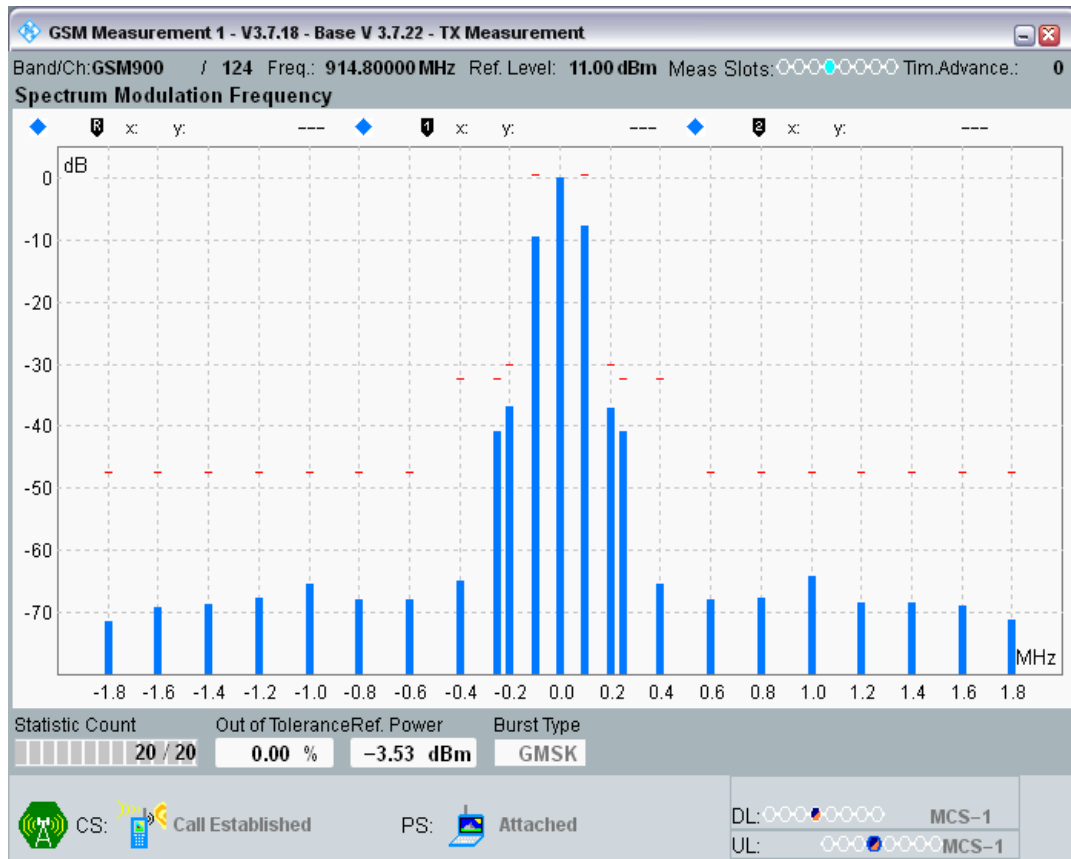 GSM Measurement 1 - V3.7.18 - Base V 3.7.22 - TX Measurement
Band/Ch:GSM900 / 124 Freq.: 914.80000 MHz Ref. Level: 11.00 dBm Meas Slots: Tim.Advance.: 0
Spectrum Modulation Frequency
R x: y: --- 1 x: y: --- 2 x: y: ---
dB
0
-10
-20
-30
-40
-50
-60
-70
MHz
-1.8 -1.6 -1.4 -1.2 -1.0 -0.8 -0.6 -0.4 -0.2 0.0 0.2 0.4 0.6 0.8 1.0 1.2 1.4 1.6 1.8
Statistic Count Out of Tolerance Ref. Power Burst Type
20 / 20 0.00 % −3.53 dBm GMSK
CS: Call Established PS: Attached DL: MCS−1
UL: MCS−1